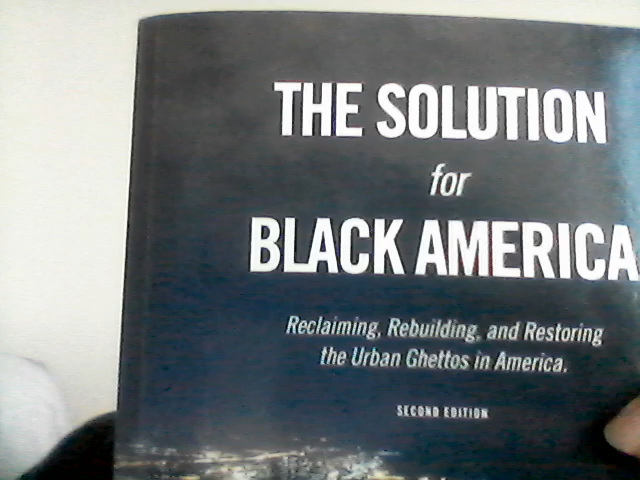 THE SOLUTION
for
BLACK AMERICA
Reclaiming, Rebuilding, and Restoring
the Urban Ghettos in America.
SECOND EDITION